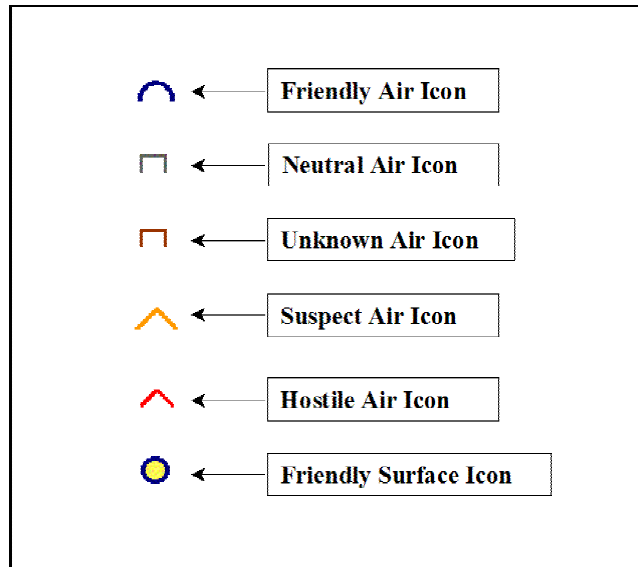 Friendly Air Icon
Neutral Air Icon
Unknown Air Icon
Suspect Air Icon
Hostile Air Icon
Friendly Surface Icon